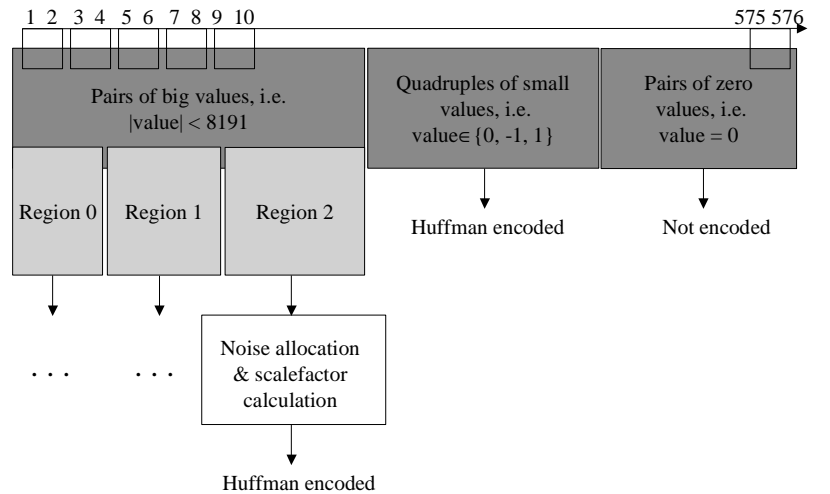 1 2 3 4 5 6 7 8 9 10 575 576
Pairs of big values, i.e.
|value| < 8191
Quadruples of small
values, i.e.
value∈{0, -1, 1}
Pairs of zero
values, i.e.
value = 0
Region 0
Region 1
Region 2
Huffman encoded
Not encoded
. . .
. . .
Noise allocation
& scalefactor
calculation
Huffman encoded